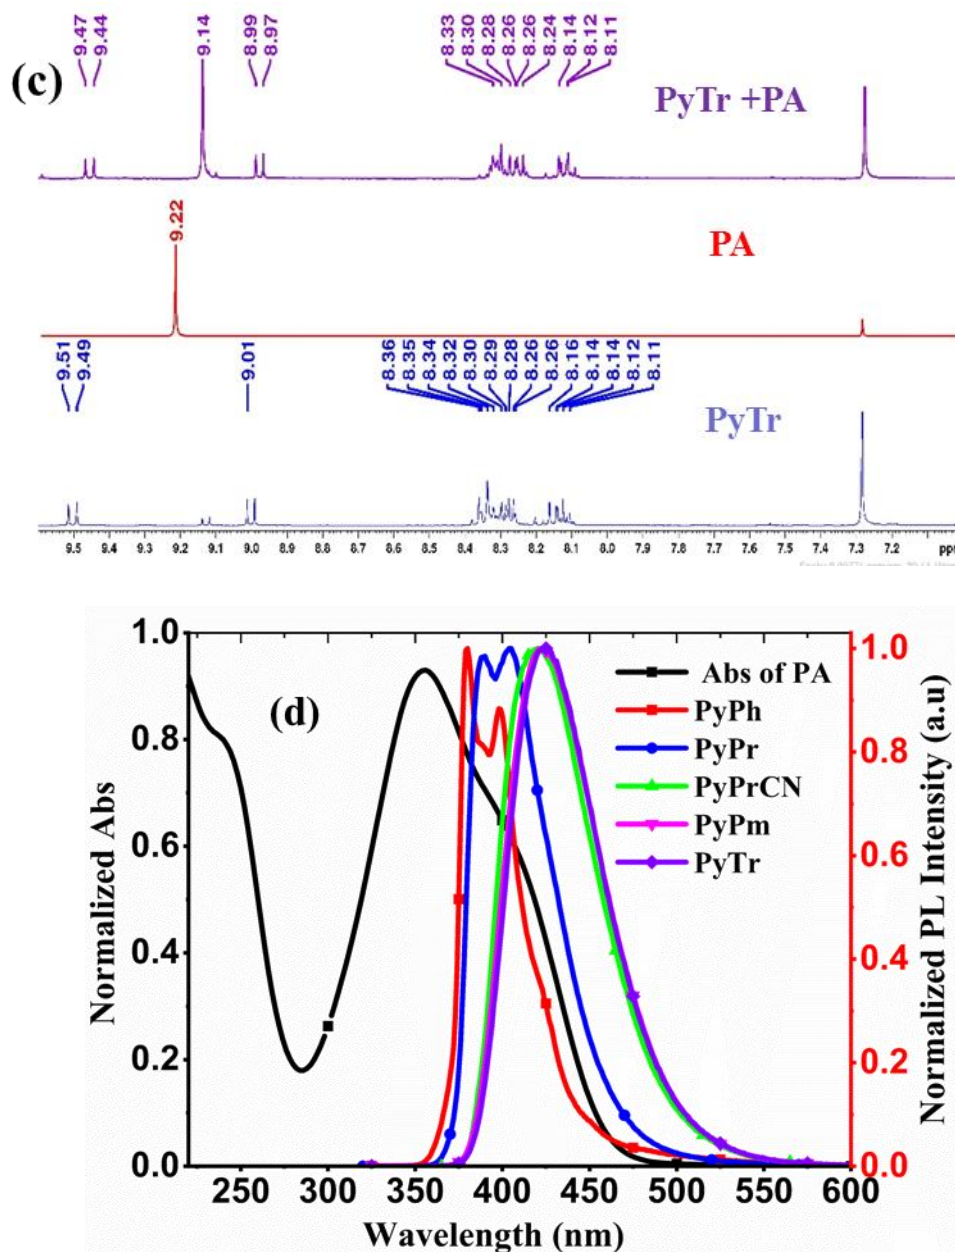 9.47 9.44 9.14 8.99 8.97 8.33 8.30 8.28 8.26 8.26 8.24 8.14 8.12 8.11
(c)
PyTr +PA
9.22
PA
9.51 9.49 9.01 8.36 8.35 8.34 8.32 8.30 8.29 8.28 8.26 8.26 8.16 8.14 8.14 8.12 8.11
PyTr
9.5 9.4 9.3 9.2 9.1 9.0 8.9 8.8 8.7 8.6 8.5 8.4 8.3 8.2 8.1 8.0 7.9 7.8 7.7 7.6 7.5 7.4 7.3 7.2
1.0
0.8
0.6
0.4
0.2
0.0
Normalized Abs
(d)
Abs of PA
PyPh
PyPr
PyPrCN
PyPm
PyTr
1.0
0.8
0.6
0.4
0.2
0.0
Normalized PL Intensity (a.u)
250 300 350 400 450 500 550 600
Wavelength (nm)